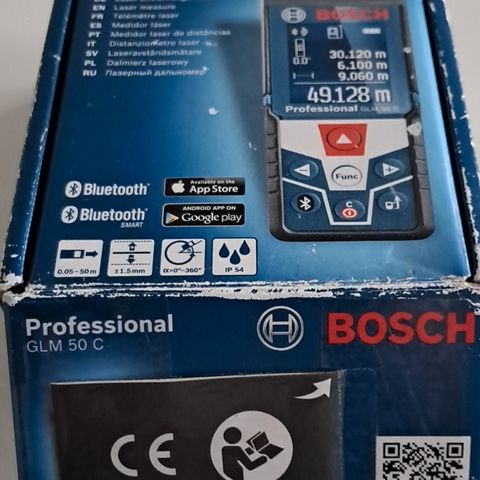 EN Laser measure
FR Télémètre laser
ES Medidor láser
PT Medidor laser de distâncias
IT Distanziometro laser
SV Laseravståndsmätare
PL Dalmierz laserowy
RU Лазерный дальномер
BOSCH
0.0°
30.120 m
6.100 m
9.060 m
49.128 m
Professional GLM 50 C
Func
C
Bluetooth
Available on the
App Store
Bluetooth
SMART
ANDROID APP ON
Google play
0.05-50 m
±1.5mm
α=0°-360°
IP 54
Professional
GLM 50 C
BOSCH
CE